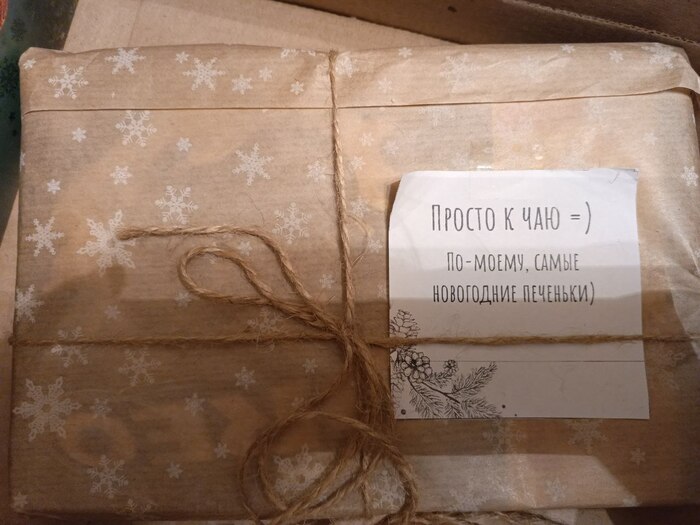 Просто к чаю =)
По-моему, самые
новогодние печеньки)